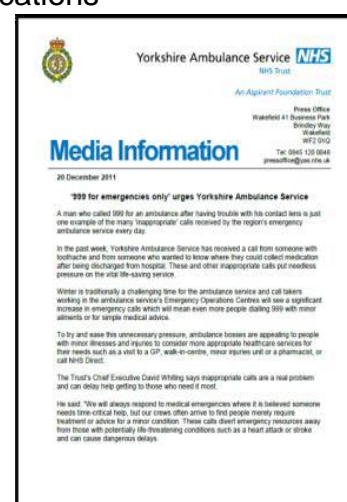 cations
Yorkshire Ambulance Service NHS
NHS Trust
An Aspirant Foundation Trust
Press Office
Wakefield 41 Business Park
Brindley Way
Wakefield
WF2 0XQ
Media Information
Tel: 0845 120 0048
pressoffice@yas.nhs.uk
20 December 2011
'999 for emergencies only' urges Yorkshire Ambulance Service
A man who called 999 for an ambulance after having trouble with his contact lens is just
one example of the many 'inappropriate' calls received by the region's emergency
ambulance service every day.
In the past week, Yorkshire Ambulance Service has received a call from someone with
toothache and from someone who wanted to know where they could collect medication
after being discharged from hospital. These and other inappropriate calls put needless
pressure on the vital life-saving service.
Winter is traditionally a challenging time for the ambulance service and call takers
working in the ambulance service's Emergency Operations Centres will see a significant
increase in emergency calls which will mean even more people dialling 999 with minor
ailments or for simple medical advice.
To try and ease this unnecessary pressure, ambulance bosses are appealing to people
with minor illnesses and injuries to consider more appropriate healthcare services for
their needs such as a visit to a GP, walk-in-centre, minor injuries unit or a pharmacist, or
call NHS Direct.
The Trust's Chief Executive David Whiting says inappropriate calls are a real problem
and can delay help getting to those who need it most.
He said: "We will always respond to medical emergencies where it is believed someone
needs time-critical help, but our crews often arrive to find people merely require
treatment or advice for a minor condition. These calls divert emergency resources away
from those with potentially life-threatening conditions such as a heart attack or stroke
and can cause dangerous delays.